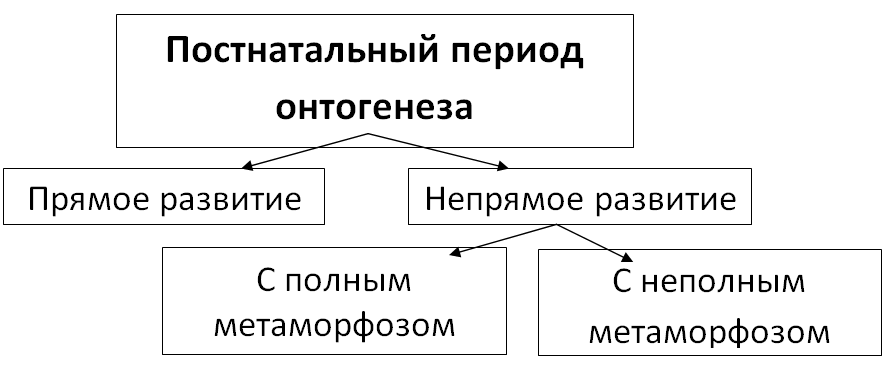 Постнатальный период
онтогенеза
Прямое развитие
Непрямое развитие
С полным
метаморфозом
С неполным
метаморфозом